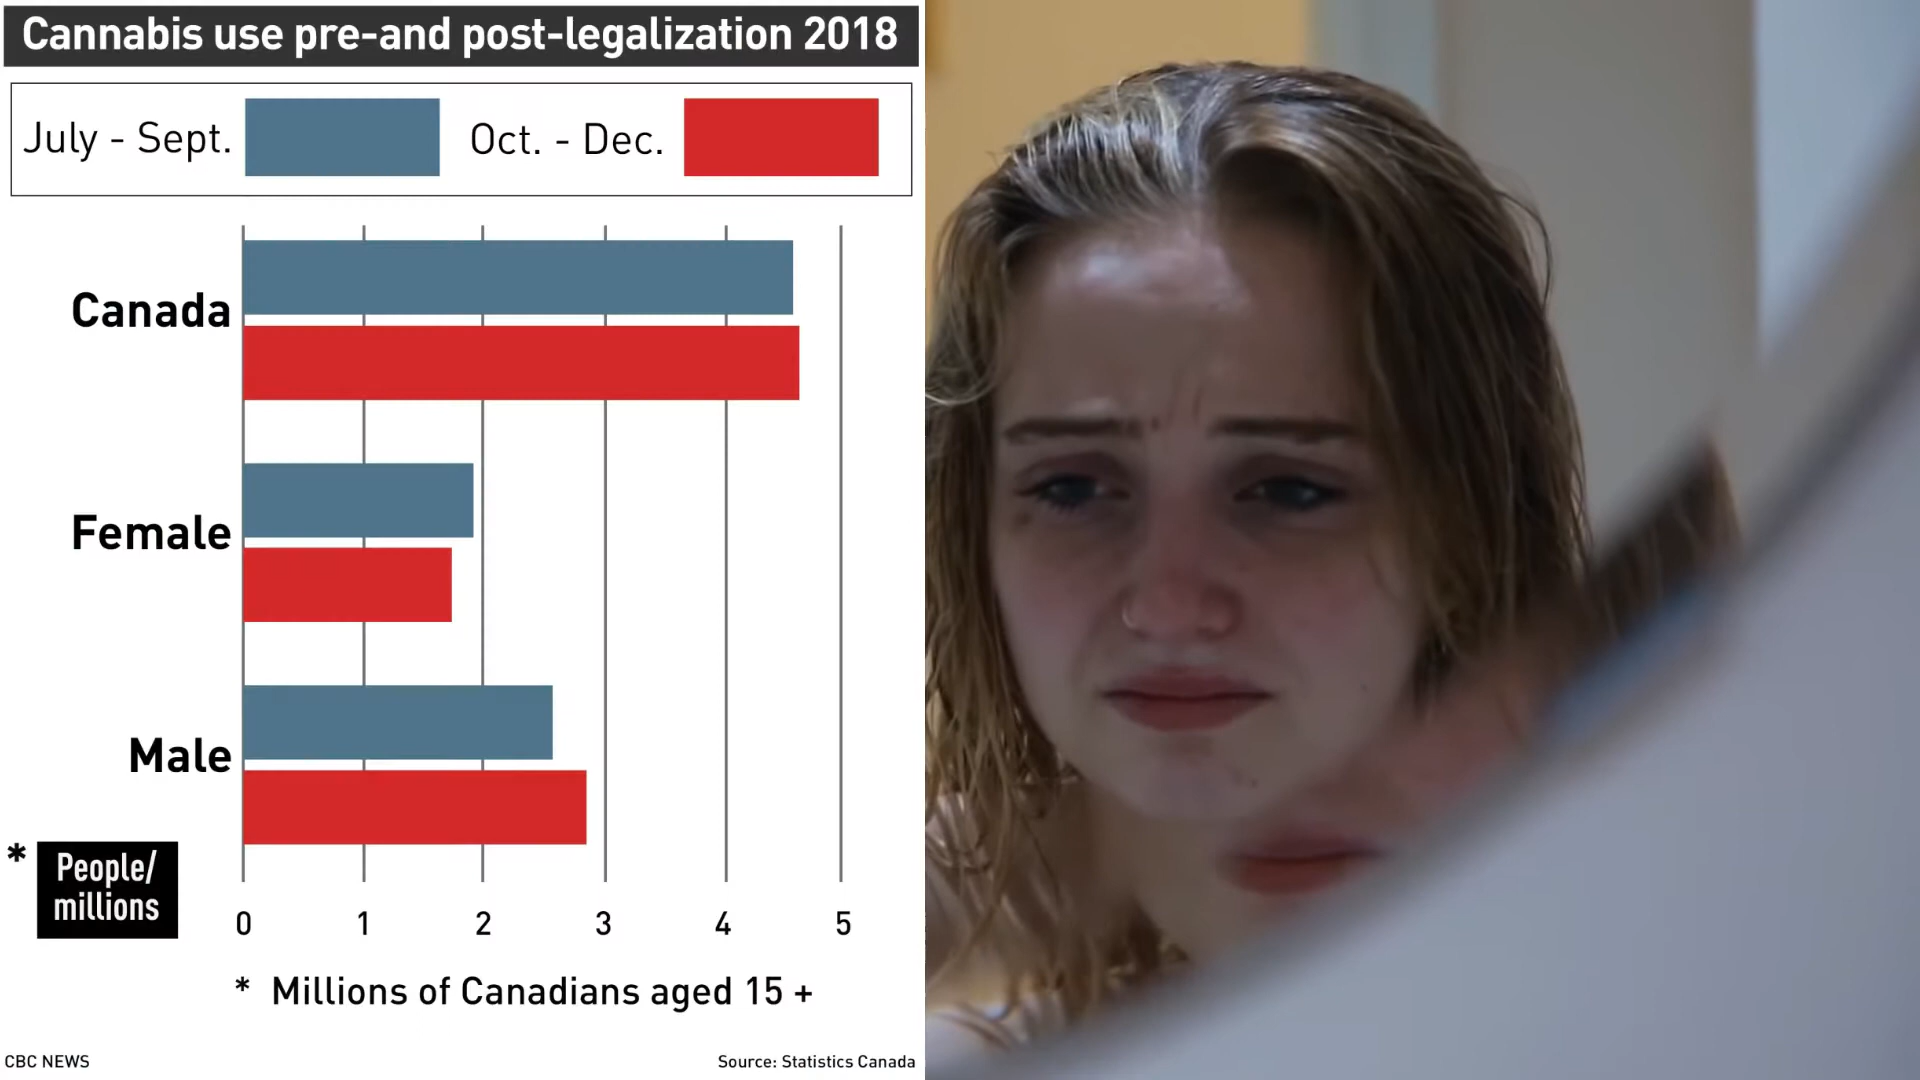 Cannabis use pre-and post-legalization 2018
July - Sept. Oct. - Dec.
Canada
Female
Male
* People/
millions
0 1 2 3 4 5
* Millions of Canadians aged 15 +
CBC NEWS Source: Statistics Canada